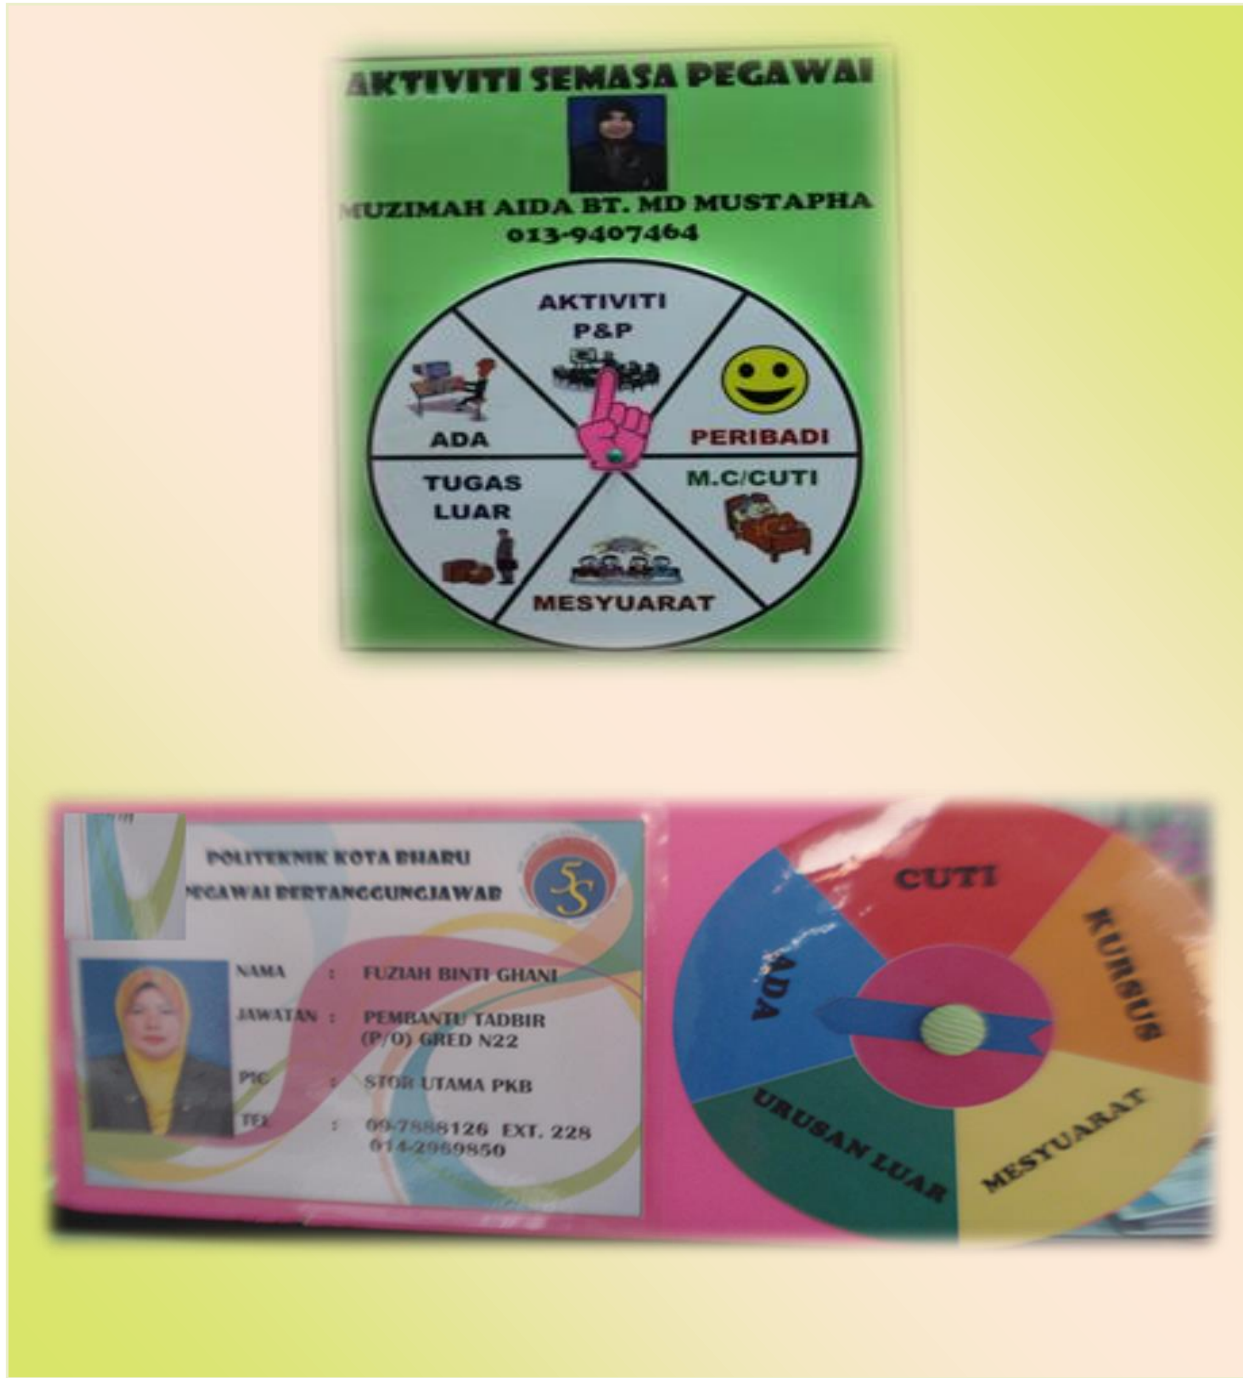 AKTIVITI SEMASA PEGAWAI
MUZIMAH AIDA BT. MD MUSTAPHA
013-9407464
AKTIVITI
P&P
ADA
PERIBADI
TUGAS
LUAR
M.C/CUTI
MESYUARAT
POLITEKNIK KOTA BHARU
PEGAWAI BERTANGGUNGJAWAB
5S
NAMA : FUZIAH BINTI GHANI
JAWATAN : PEMBANTU TADBIR
(P/O) GRED N22
PIC : STOR UTAMA PKB
TEL : 09-7888126 EXT. 228
014-2969850
CUTI
KURSUS
ADA
URUSAN LUAR
MESYUARAT